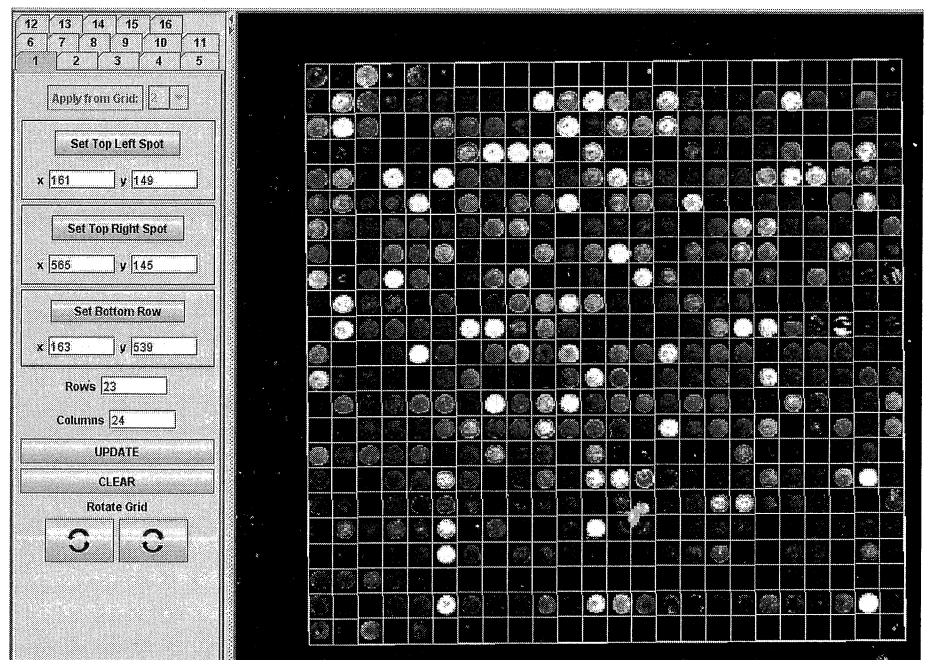 12 13 14 15 16
6 7 8 9 10 11
1 2 3 4 5
Apply from Grid:
Set Top Left Spot
x 161 y 149
Set Top Right Spot
x 565 y 145
Set Bottom Row
x 163 y 539
Rows 23
Columns 24
UPDATE
CLEAR
Rotate Grid